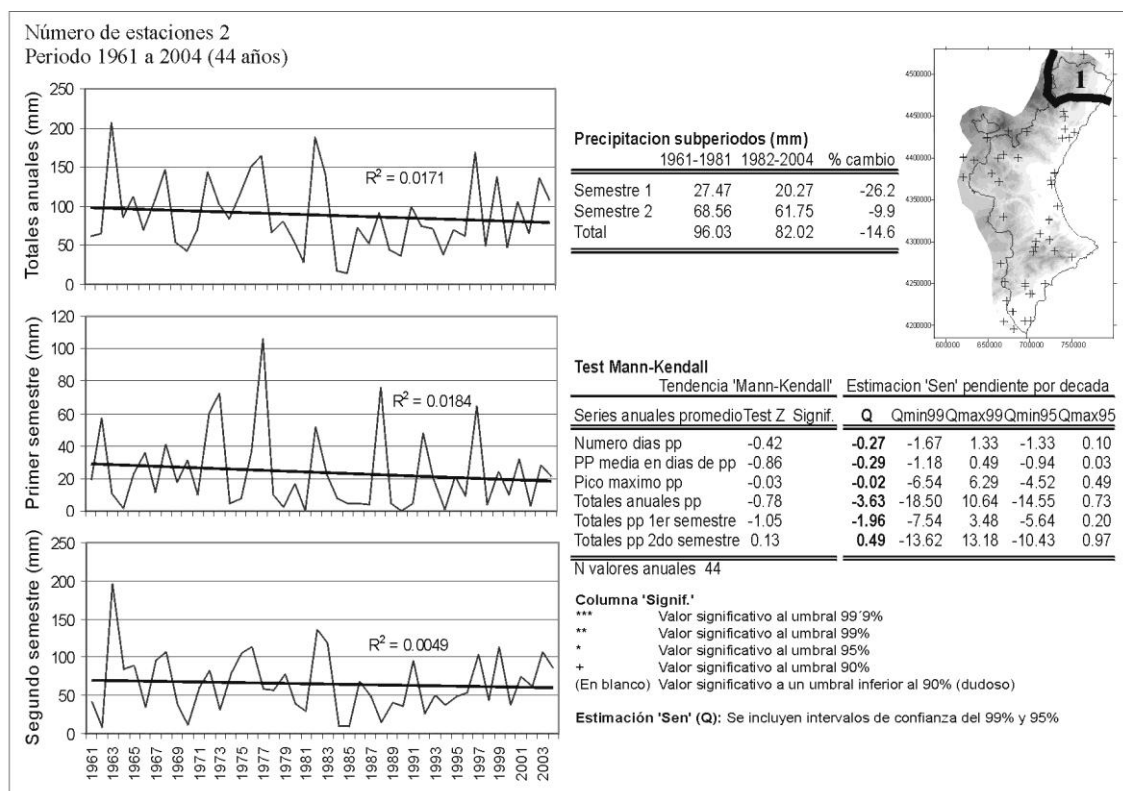 Número de estaciones 2
Periodo 1961 a 2004 (44 años)
Totales anuales (mm)
250
200
150
100
50
0
R² = 0.0171
Primer semestre (mm)
120
100
80
60
40
20
0
R² = 0.0184
Segundo semestre (mm)
250
200
150
100
50
0
R² = 0.0049
1961 1963 1965 1967 1969 1971 1973 1975 1977 1979 1981 1983 1985 1987 1989 1991 1993 1995 1997 1999 2001 2003
Precipitacion subperiodos (mm)
1961-1981 1982-2004 % cambio
Semestre 1 27.47 20.27 -26.2
Semestre 2 68.56 61.75 -9.9
Total 96.03 82.02 -14.6
1
4500000
4450000
4400000
4350000
4300000
4250000
4200000
600000 650000 700000 750000
Test Mann-Kendall
Tendencia 'Mann-Kendall' Estimacion 'Sen' pendiente por decada
Series anuales promedio Test Z Signif. Q Qmin99 Qmax99 Qmin95 Qmax95
Numero dias pp -0.42 -0.27 -1.67 1.33 -1.33 0.10
PP media en dias de pp -0.86 -0.29 -1.18 0.49 -0.94 0.03
Pico maximo pp -0.03 -0.02 -6.54 6.29 -4.52 0.49
Totales anuales pp -0.78 -3.63 -18.50 10.64 -14.55 0.73
Totales pp 1er semestre -1.05 -1.96 -7.54 3.48 -5.64 0.20
Totales pp 2do semestre 0.13 0.49 -13.62 13.18 -10.43 0.97
N valores anuales 44
Columna 'Signif.'
*** Valor significativo al umbral 99´9%
** Valor significativo al umbral 99%
* Valor significativo al umbral 95%
+ Valor significativo al umbral 90%
(En blanco) Valor significativo a un umbral inferior al 90% (dudoso)
Estimación 'Sen' (Q): Se incluyen intervalos de confianza del 99% y 95%